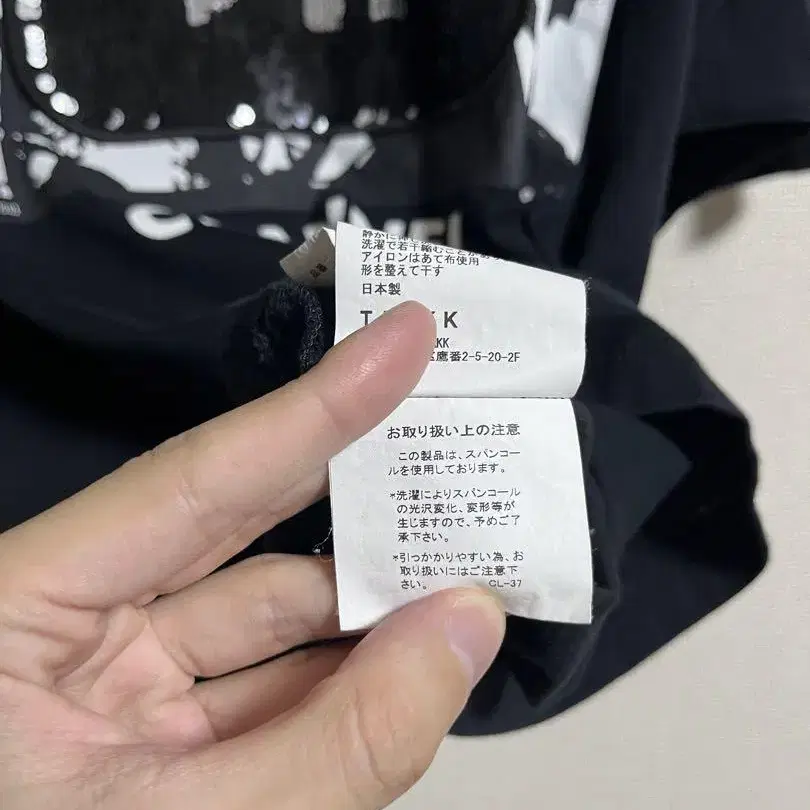 洗濯で若干縮むことが
アイロンはあて布使用
形を整えて干す
日本製
T K
KK
鷹番2-5-20-2F
お取り扱い上の注意
この製品は、スパンコー
ルを使用しております。
*洗濯によりスパンコール
の光沢変化、変形等が
生じますので、予めご了
承下さい。
*引っかかりやすい為、お
取り扱いにはご注意下
さい。 CL-37